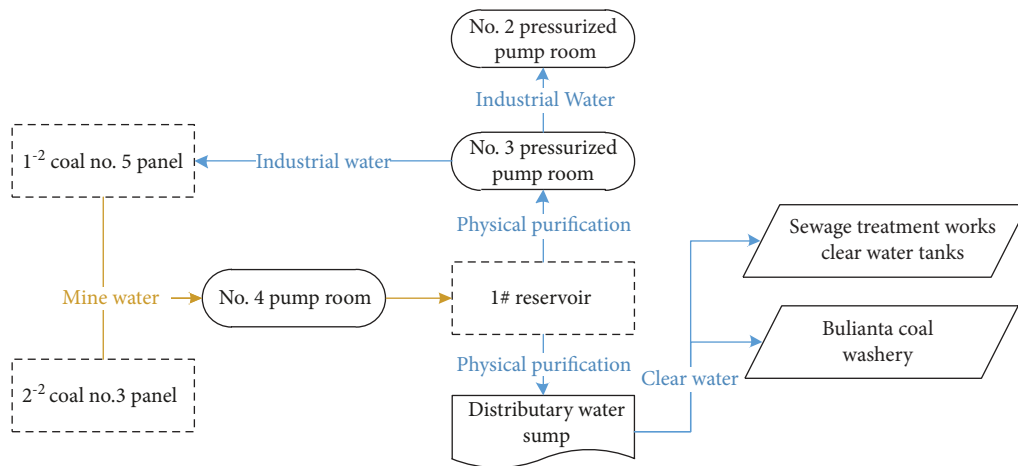 No. 2 pressurized
pump room
Industrial Water
1⁻² coal no. 5 panel
Industrial water
No. 3 pressurized
pump room
Physical purification
Sewage treatment works
clear water tanks
Mine water
No. 4 pump room
1# reservoir
Bulianta coal
washery
Physical purification
Clear water
2⁻² coal no.3 panel
Distributary water
sump